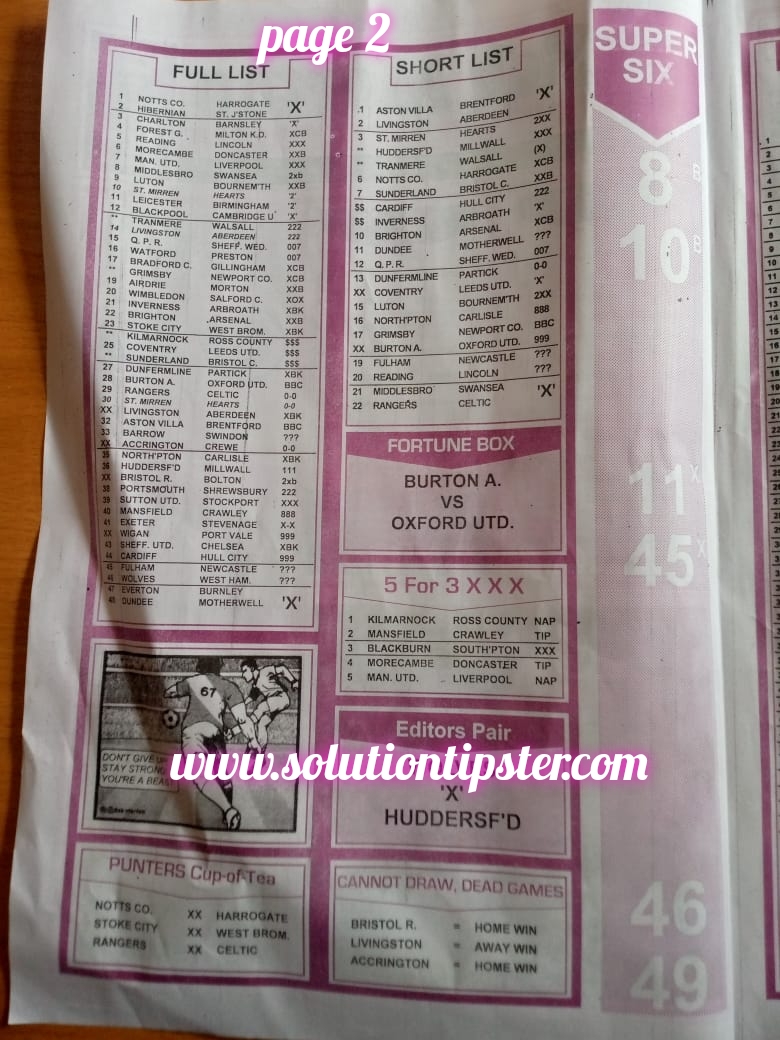 page 2
FULL LIST
1 NOTTS CO. HARROGATE 'X'
2 HIBERNIAN ST. J'STONE
3 CHARLTON BARNSLEY 'X'
4 FOREST G. MILTON K.D. XCB
5 READING LINCOLN XXX
6 MORECAMBE DONCASTER XXB
7 MAN. UTD. LIVERPOOL XXX
8 MIDDLESBRO SWANSEA 2xb
9 LUTON BOURNEM'TH XXB
10 ST. MIRREN HEARTS '2'
11 LEICESTER BIRMINGHAM '2'
12 BLACKPOOL CAMBRIDGE U 'X'
** TRANMERE WALSALL 222
14 LIVINGSTON ABERDEEN 222
15 Q. P. R. SHEFF. WED. 007
16 WATFORD PRESTON 007
17 BRADFORD C. GILLINGHAM XCB
** GRIMSBY NEWPORT CO. XCB
19 AIRDRIE MORTON XXB
20 WIMBLEDON SALFORD C. XOX
21 INVERNESS ARBROATH XBK
22 BRIGHTON ARSENAL XXB
23 STOKE CITY WEST BROM. XBK
** KILMARNOCK ROSS COUNTY $$$
25 COVENTRY LEEDS UTD. $$$
** SUNDERLAND BRISTOL C. $$$
27 DUNFERMLINE PARTICK XBK
28 BURTON A. OXFORD UTD. BBC
29 RANGERS CELTIC 0-0
30 ST. MIRREN HEARTS 0-0
XX LIVINGSTON ABERDEEN XBK
32 ASTON VILLA BRENTFORD BBC
33 BARROW SWINDON ???
XX ACCRINGTON CREWE 0-0
35 NORTH'PTON CARLISLE XBK
36 HUDDERSF'D MILLWALL 111
XX BRISTOL R. BOLTON 2xb
38 PORTSMOUTH SHREWSBURY 222
39 SUTTON UTD. STOCKPORT XXX
40 MANSFIELD CRAWLEY 888
41 EXETER STEVENAGE X-X
XX WIGAN PORT VALE 999
43 SHEFF. UTD. CHELSEA XBK
44 CARDIFF HULL CITY 999
45 FULHAM NEWCASTLE ???
46 WOLVES WEST HAM. ???
47 EVERTON BURNLEY
48 DUNDEE MOTHERWELL 'X'
67
DON'T GIVE UP
STAY STRONG
YOU'RE A BEAST
PUNTERS Cup-of-Tea
NOTTS CO. XX HARROGATE
STOKE CITY XX WEST BROM.
RANGERS XX CELTIC
SHORT LIST
.1 ASTON VILLA BRENTFORD 'X'
2 LIVINGSTON ABERDEEN 2XX
3 ST. MIRREN HEARTS XXX
** HUDDERSF'D MILLWALL (X)
** TRANMERE WALSALL XCB
6 NOTTS CO. HARROGATE XXB
7 SUNDERLAND BRISTOL C. 222
$$ CARDIFF HULL CITY 'X'
$$ INVERNESS ARBROATH XCB
10 BRIGHTON ARSENAL ???
11 DUNDEE MOTHERWELL 007
12 Q. P. R. SHEFF. WED. 0-0
13 DUNFERMLINE PARTICK 'X'
XX COVENTRY LEEDS UTD. 2XX
15 LUTON BOURNEM'TH 888
16 NORTH'PTON CARLISLE BBC
17 GRIMSBY NEWPORT CO. 999
XX BURTON A. OXFORD UTD. ???
19 FULHAM NEWCASTLE ???
20 READING LINCOLN
21 MIDDLESBRO SWANSEA 'X'
22 RANGERS CELTIC
FORTUNE BOX
BURTON A.
VS
OXFORD UTD.
5 For 3 X X X
1 KILMARNOCK ROSS COUNTY NAP
2 MANSFIELD CRAWLEY TIP
3 BLACKBURN SOUTH'PTON XXX
4 MORECAMBE DONCASTER TIP
5 MAN. UTD. LIVERPOOL NAP
Editors Pair
www.solutiontipster.com
'X'
HUDDERSF'D
CANNOT DRAW, DEAD GAMES
BRISTOL R. = HOME WIN
LIVINGSTON = AWAY WIN
ACCRINGTON = HOME WIN
SUPER
SIX
8 B
10 B
11 X
45 X
46
49